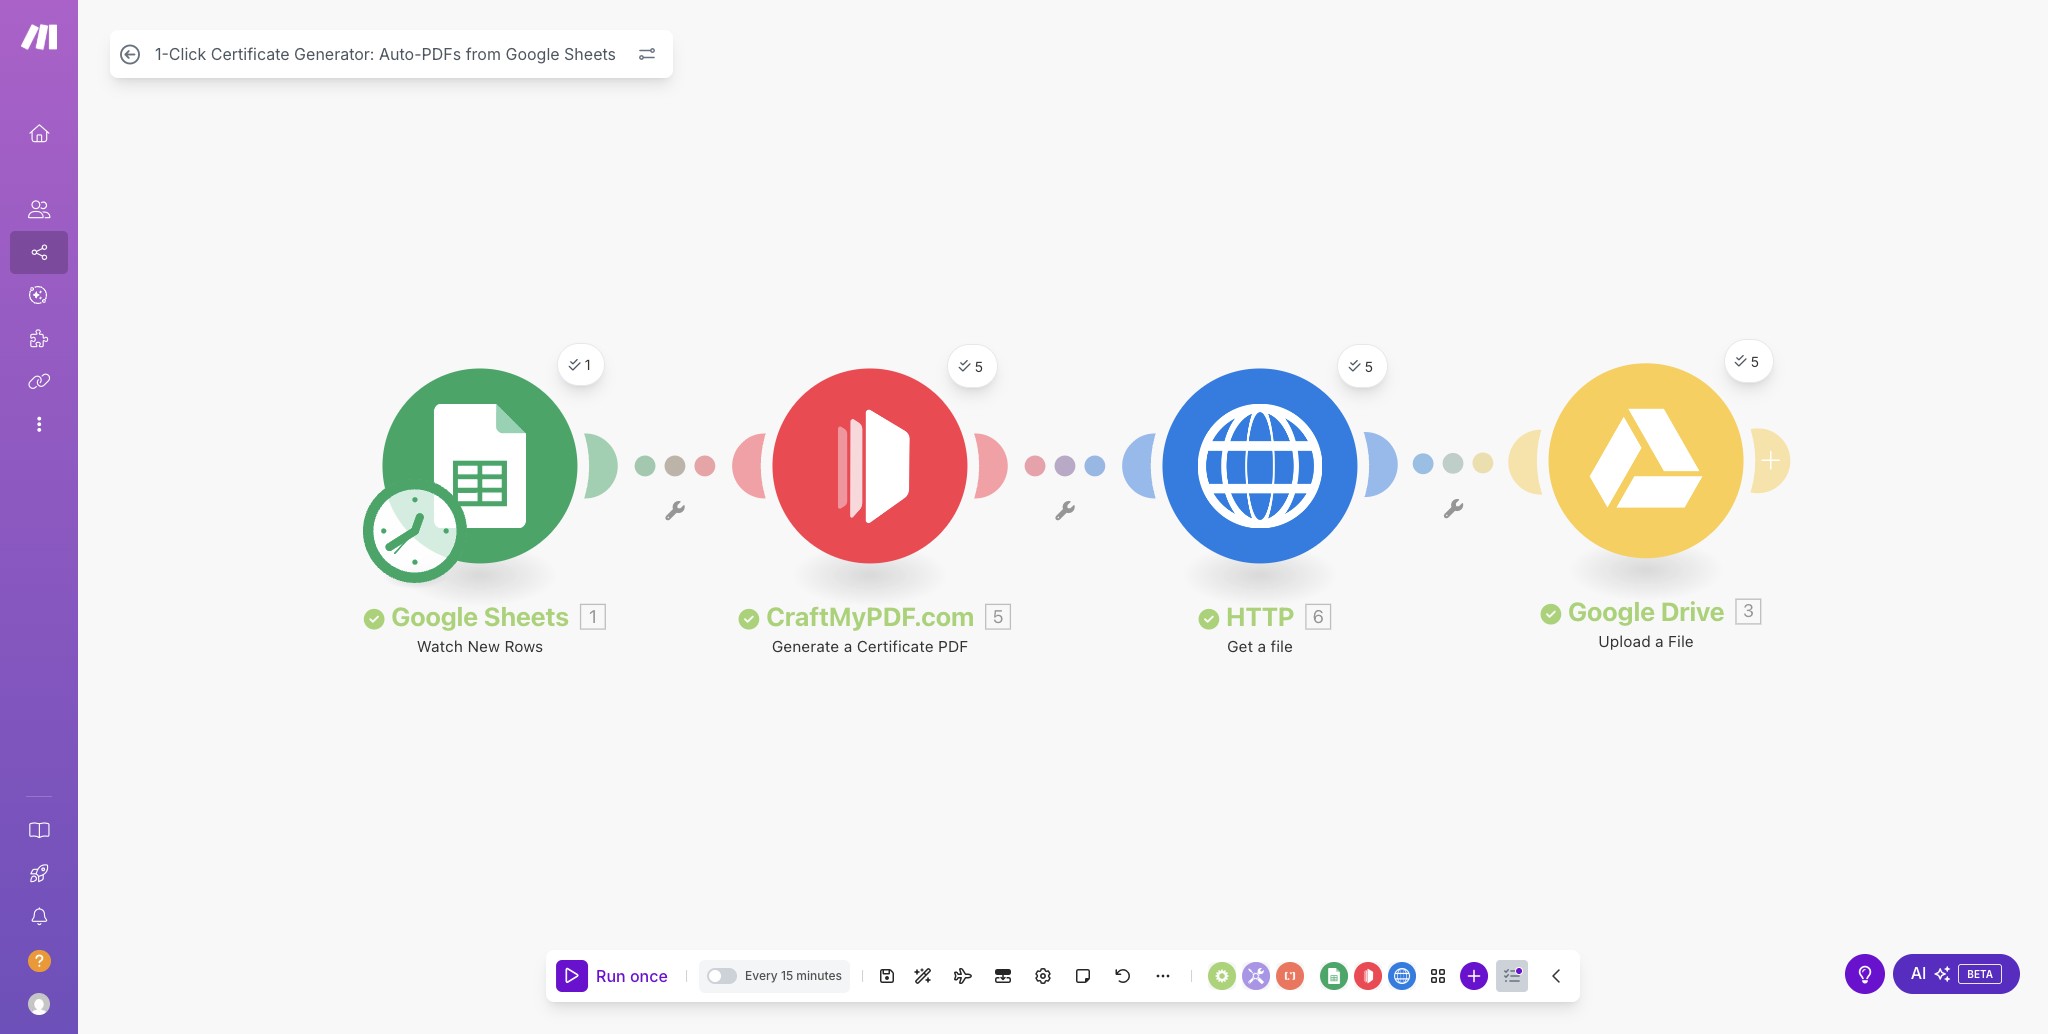 1-Click Certificate Generator: Auto-PDFs from Google Sheets
1
5
5
5
Google Sheets 1
Watch New Rows
CraftMyPDF.com 5
Generate a Certificate PDF
HTTP 6
Get a file
Google Drive 3
Upload a File
?
Run once
Every 15 minutes
AI BETA